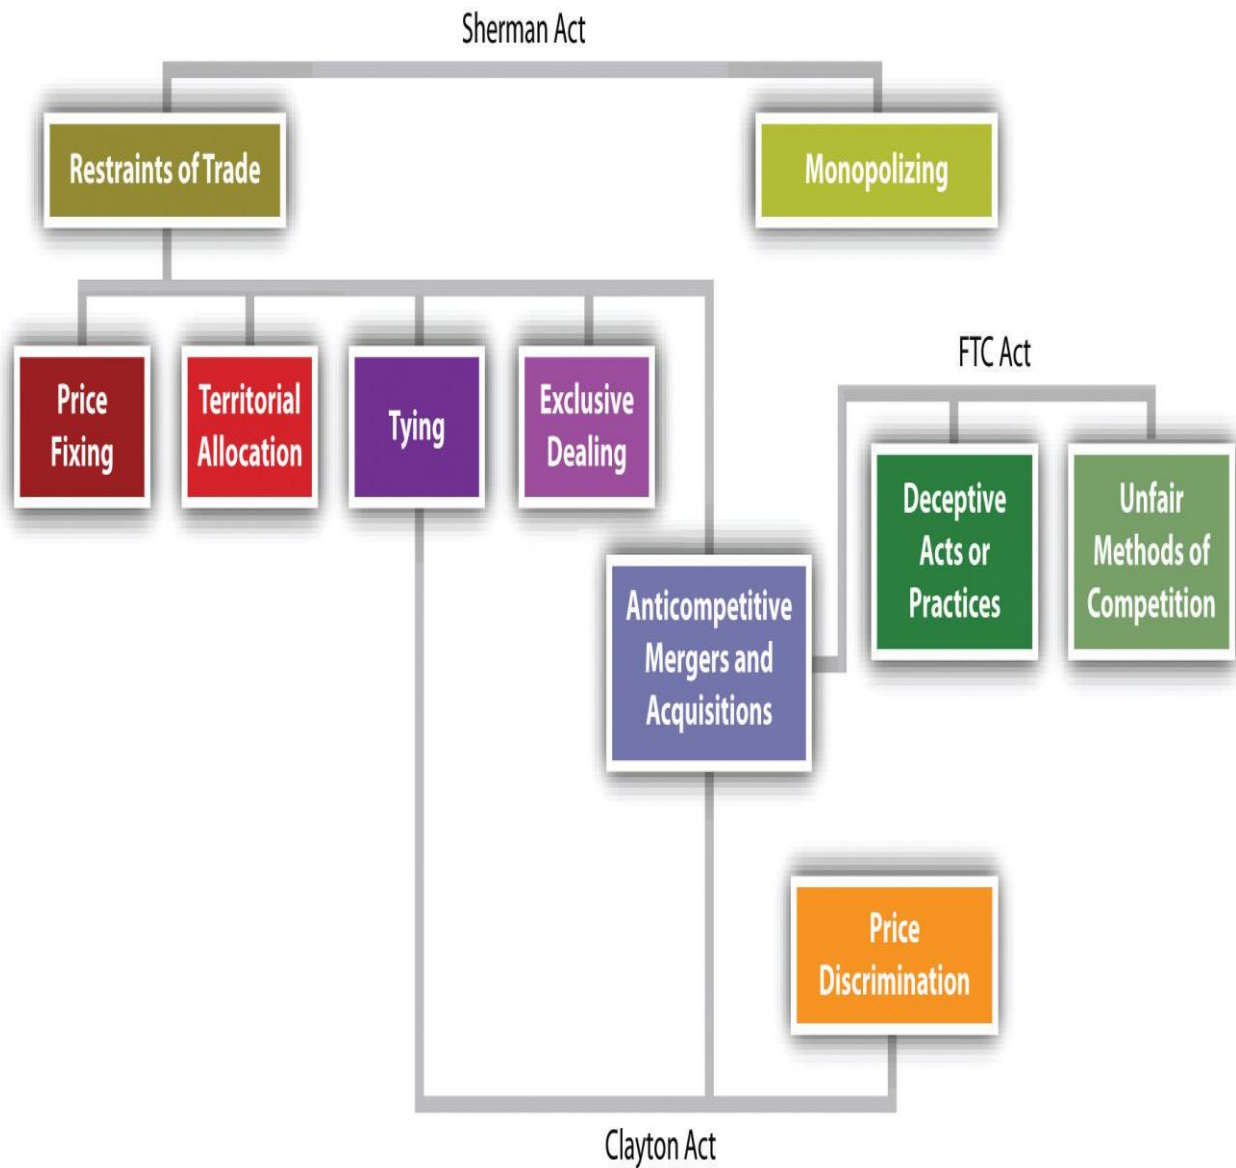 Sherman Act
Restraints of Trade
Monopolizing
FTC Act
Price
Fixing
Territorial
Allocation
Tying
Exclusive
Dealing
Deceptive
Acts or
Practices
Unfair
Methods of
Competition
Anticompetitive
Mergers and
Acquisitions
Price
Discrimination
Clayton Act